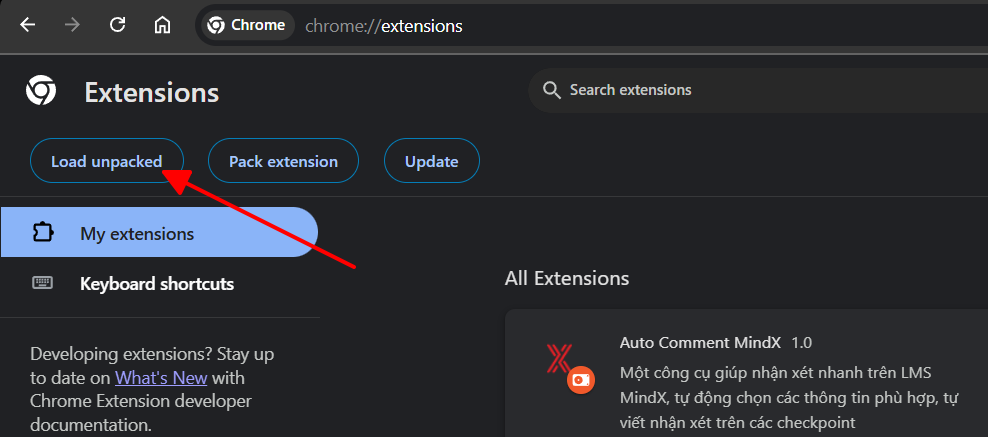 Chrome chrome://extensions
Extensions
Search extensions
Load unpacked Pack extension Update
My extensions
Keyboard shortcuts
Developing extensions? Stay up
to date on What's New with
Chrome Extension developer
documentation.
All Extensions
Auto Comment MindX 1.0
Một công cụ giúp nhận xét nhanh trên LMS
MindX, tự động chọn các thông tin phù hợp, tự
viết nhận xét trên các checkpoint